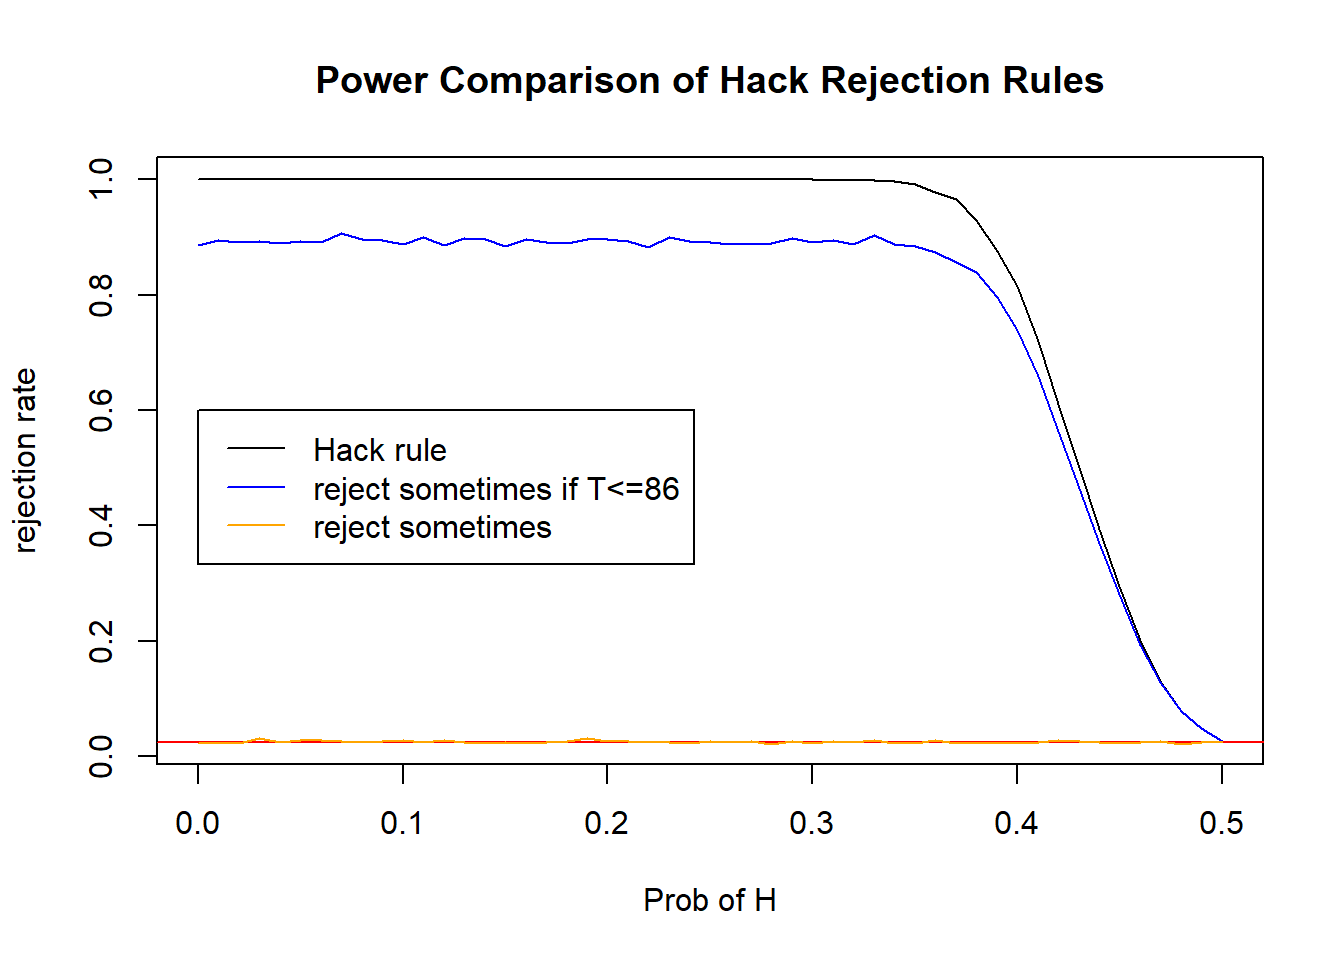 Power Comparison of Hack Rejection Rules
rejection rate
1.0
0.8
0.6
0.4
0.2
0.0
Hack rule
reject sometimes if T<=86
reject sometimes
0.0 0.1 0.2 0.3 0.4 0.5
Prob of H